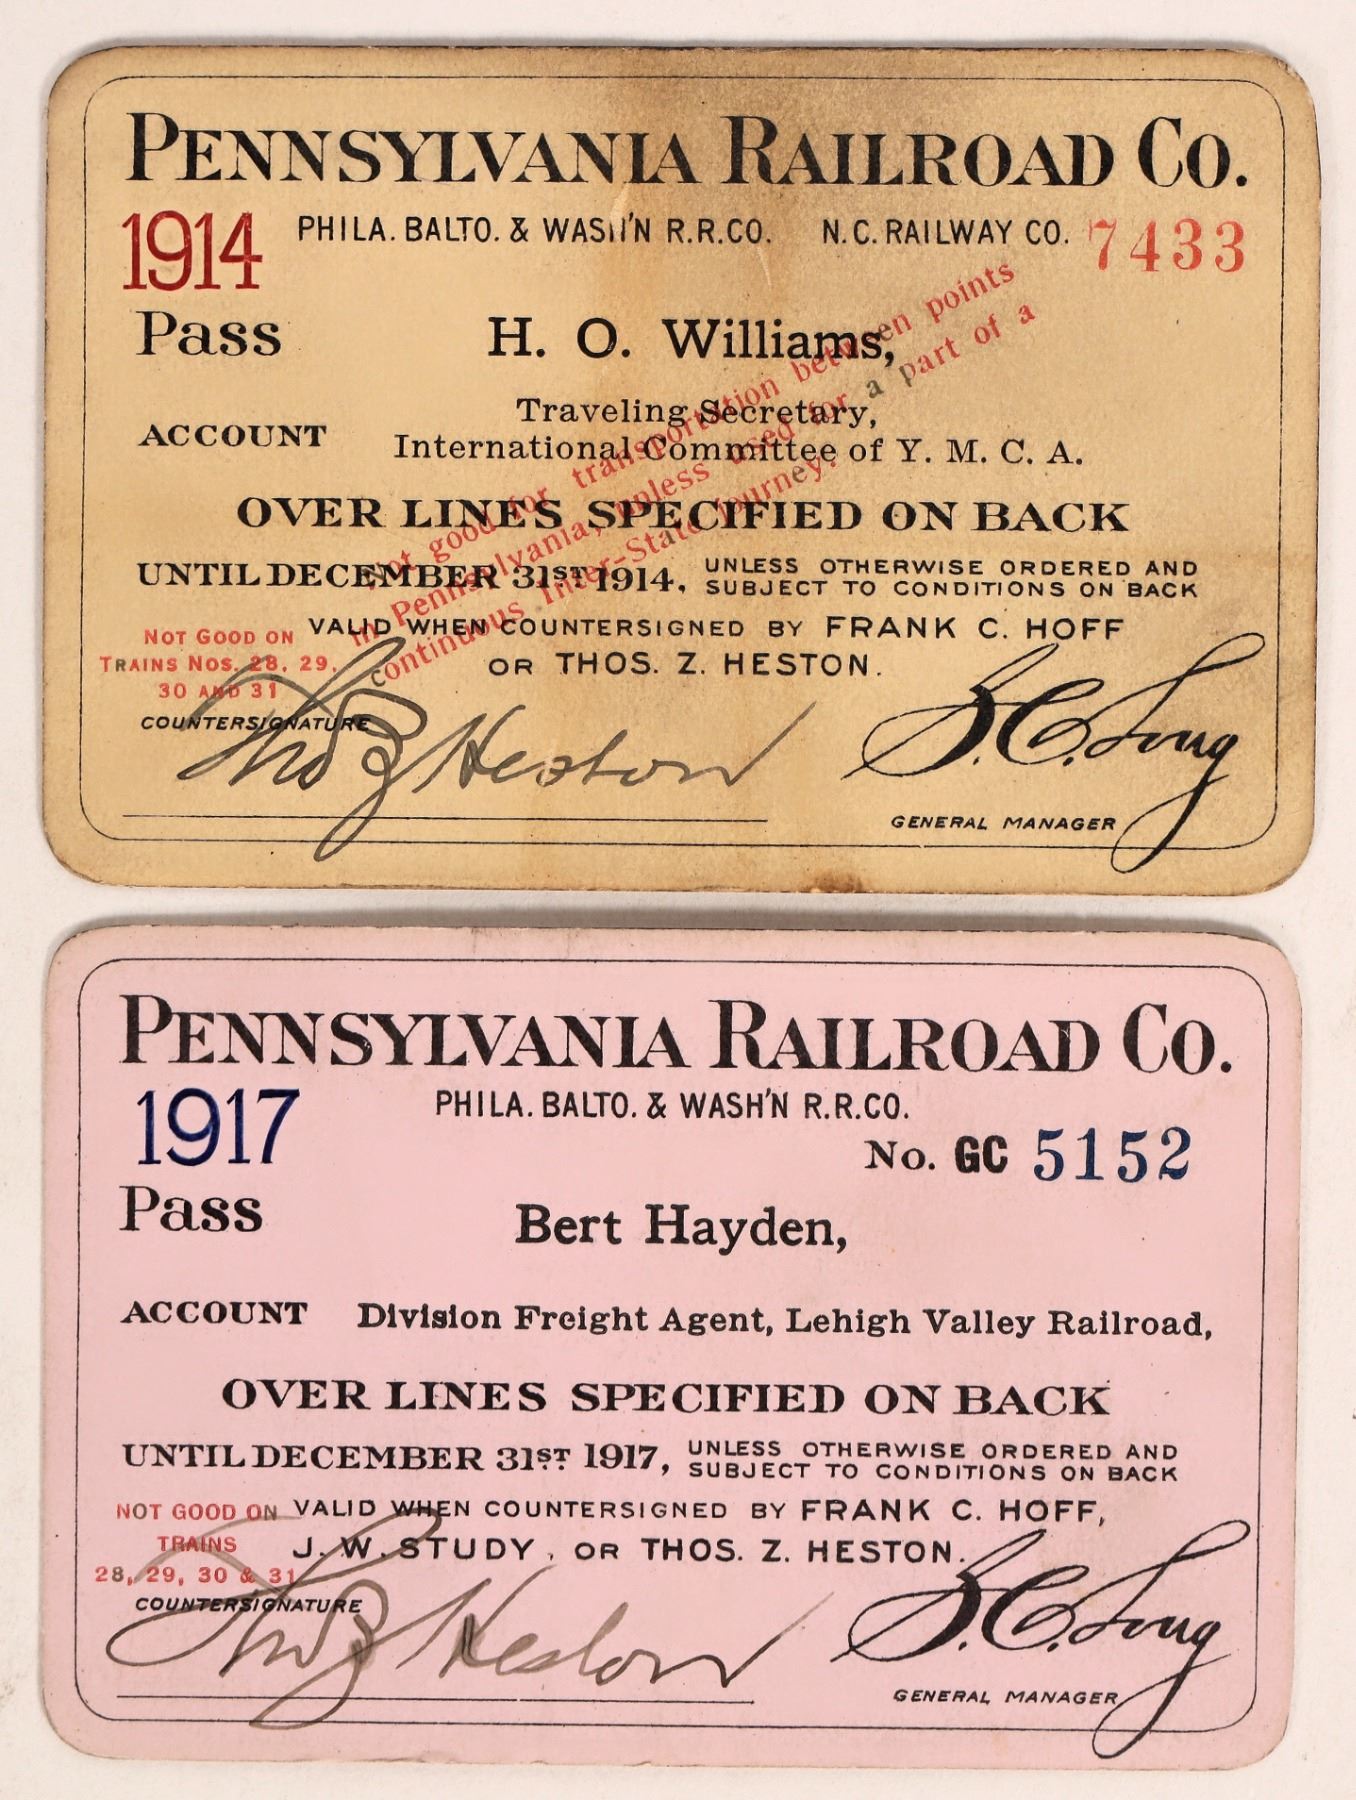 PENNSYLVANIA RAILROAD CO.
1914 PHILA. BALTO. & WASH'N R.R.CO. N.C. RAILWAY CO. 7433
Pass H. O. Williams,
ACCOUNT Traveling Secretary,
International Committee of Y. M. C. A.
Not good for transportation between points
in Pennsylvania, unless used for a part of a
continuous Inter-State journey.
OVER LINES SPECIFIED ON BACK
UNTIL DECEMBER 31ST 1914, UNLESS OTHERWISE ORDERED AND
SUBJECT TO CONDITIONS ON BACK
VALID WHEN COUNTERSIGNED BY FRANK C. HOFF
OR THOS. Z. HESTON.
NOT GOOD ON
TRAINS NOS. 28, 29,
30 AND 31
COUNTERSIGNATURE
Thos Z Heston
S. C. Long
GENERAL MANAGER
PENNSYLVANIA RAILROAD CO.
1917 PHILA. BALTO. & WASH'N R.R.CO.
No. GC 5152
Pass Bert Hayden,
ACCOUNT Division Freight Agent, Lehigh Valley Railroad,
OVER LINES SPECIFIED ON BACK
UNTIL DECEMBER 31ST 1917, UNLESS OTHERWISE ORDERED AND
SUBJECT TO CONDITIONS ON BACK
VALID WHEN COUNTERSIGNED BY FRANK C. HOFF,
J. W. STUDY, OR THOS. Z. HESTON.
NOT GOOD ON
TRAINS
28, 29, 30 & 31
COUNTERSIGNATURE
Thos Z Heston
S. C. Long
GENERAL MANAGER